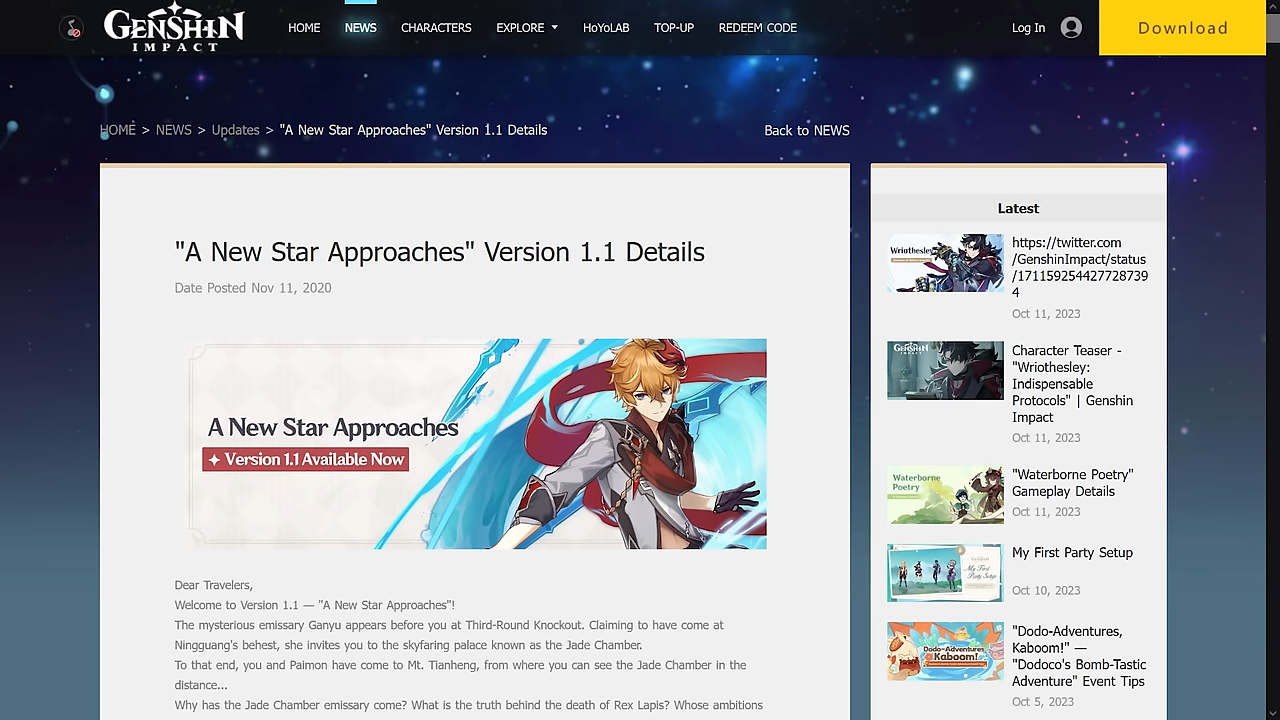 GENSHIN
IMPACT
HOME
NEWS
CHARACTERS
EXPLORE
HoYoLAB
TOP-UP
REDEEM CODE
Log In
Download
HOME > NEWS > Updates > "A New Star Approaches" Version 1.1 Details
Back to NEWS
"A New Star Approaches" Version 1.1 Details
Date Posted Nov 11, 2020
A New Star Approaches
Version 1.1 Available Now
Dear Travelers,
Welcome to Version 1.1 — "A New Star Approaches"!
The mysterious emissary Ganyu appears before you at Third-Round Knockout. Claiming to have come at
Ningguang's behest, she invites you to the skyfaring palace known as the Jade Chamber.
To that end, you and Paimon have come to Mt. Tianheng, from where you can see the Jade Chamber in the
distance...
Why has the Jade Chamber emissary come? What is the truth behind the death of Rex Lapis? Whose ambitions
Latest
Wriothesley
https://twitter.com
/GenshinImpact/status
/171159254427728739
4
Oct 11, 2023
GENSHIN
IMPACT
Character Teaser -
"Wriothesley:
Indispensable
Protocols" | Genshin
Impact
Oct 11, 2023
Waterborne
Poetry
"Waterborne Poetry"
Gameplay Details
Oct 11, 2023
My First
Party Setup
My First Party Setup
Oct 10, 2023
Dodo-Adventures
Kaboom!
"Dodo-Adventures,
Kaboom!" —
"Dodoco's Bomb-Tastic
Adventure" Event Tips
Oct 5, 2023